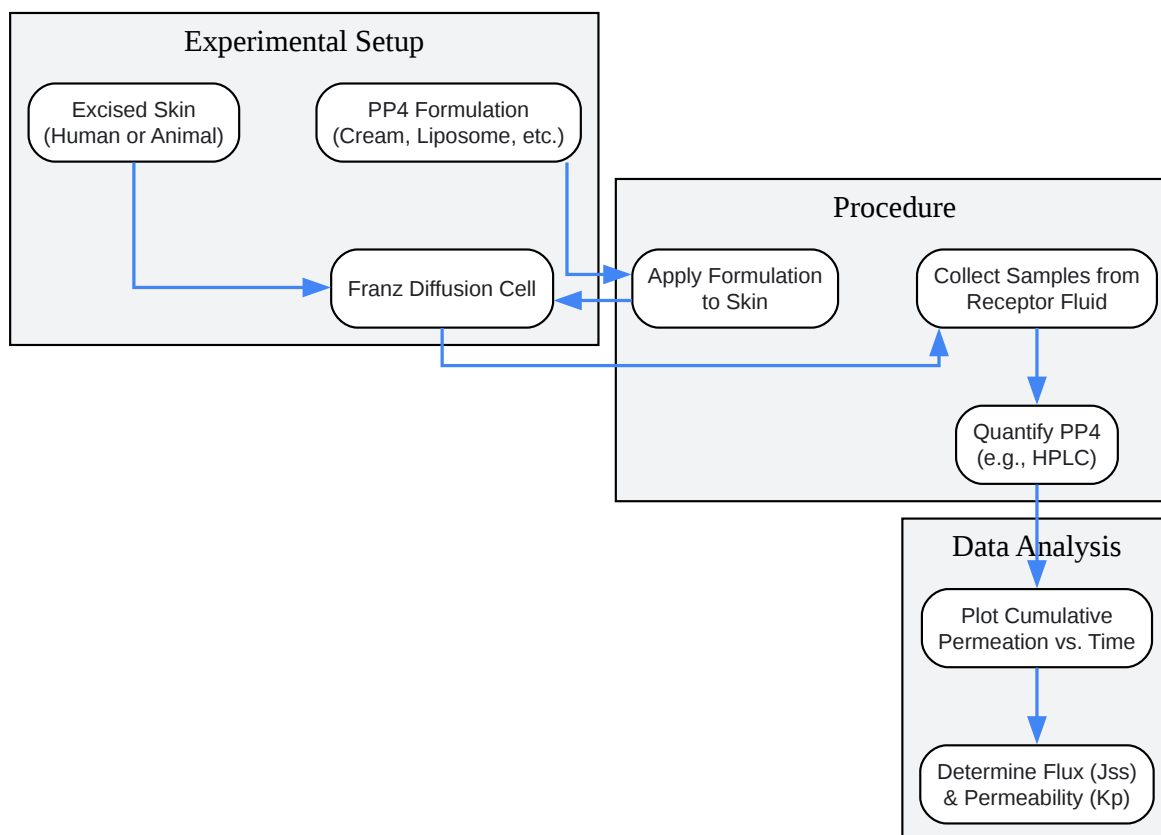 Experimental Setup
Excised Skin
(Human or Animal)
PP4 Formulation
(Cream, Liposome, etc.)
Franz Diffusion Cell
Procedure
Apply Formulation
to Skin
Collect Samples from
Receptor Fluid
Quantify PP4
(e.g., HPLC)
Data Analysis
Plot Cumulative
Permeation vs. Time
Determine Flux (Jss)
& Permeability (Kp)